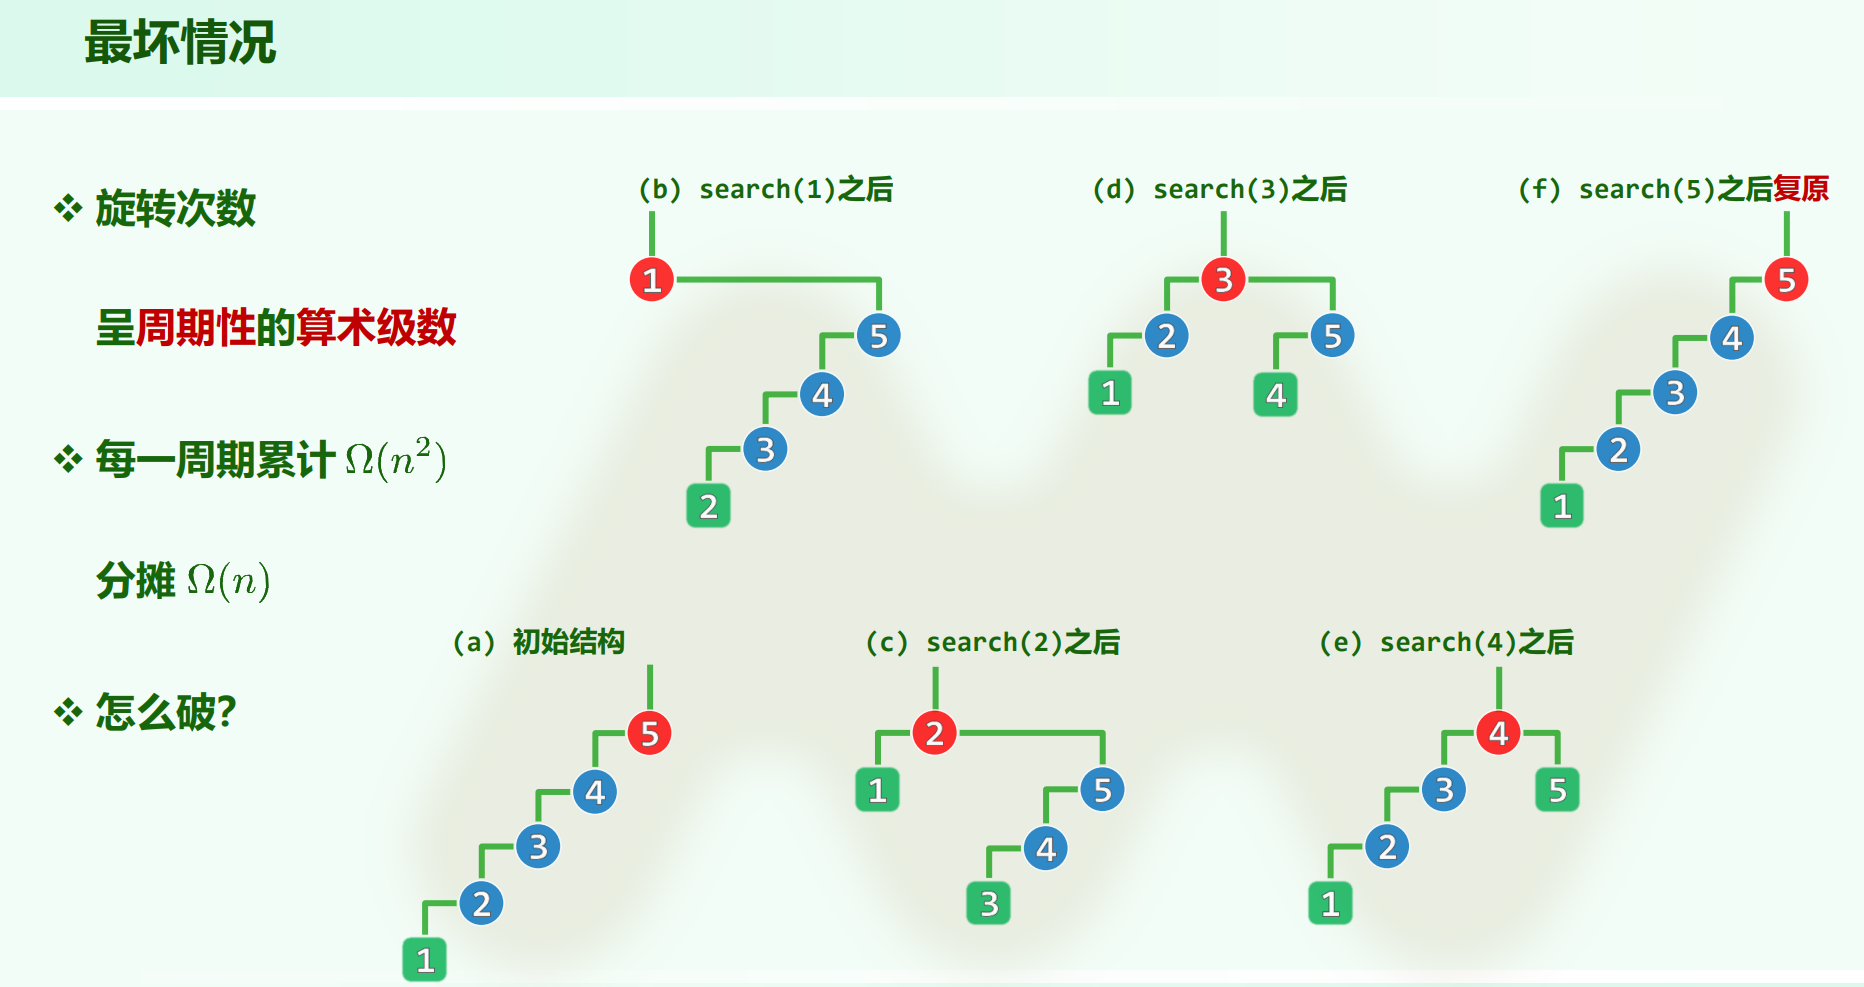 最坏情况
❖ 旋转次数
呈周期性的算术级数
❖ 每一周期累计 Ω(n²)
分摊 Ω(n)
❖ 怎么破?
(b) search(1)之后
1
5
4
3
2
(d) search(3)之后
3
2
5
1
4
(f) search(5)之后复原
5
4
3
2
1
(a) 初始结构
5
4
3
2
1
(c) search(2)之后
2
1
5
4
3
(e) search(4)之后
4
3
5
2
1